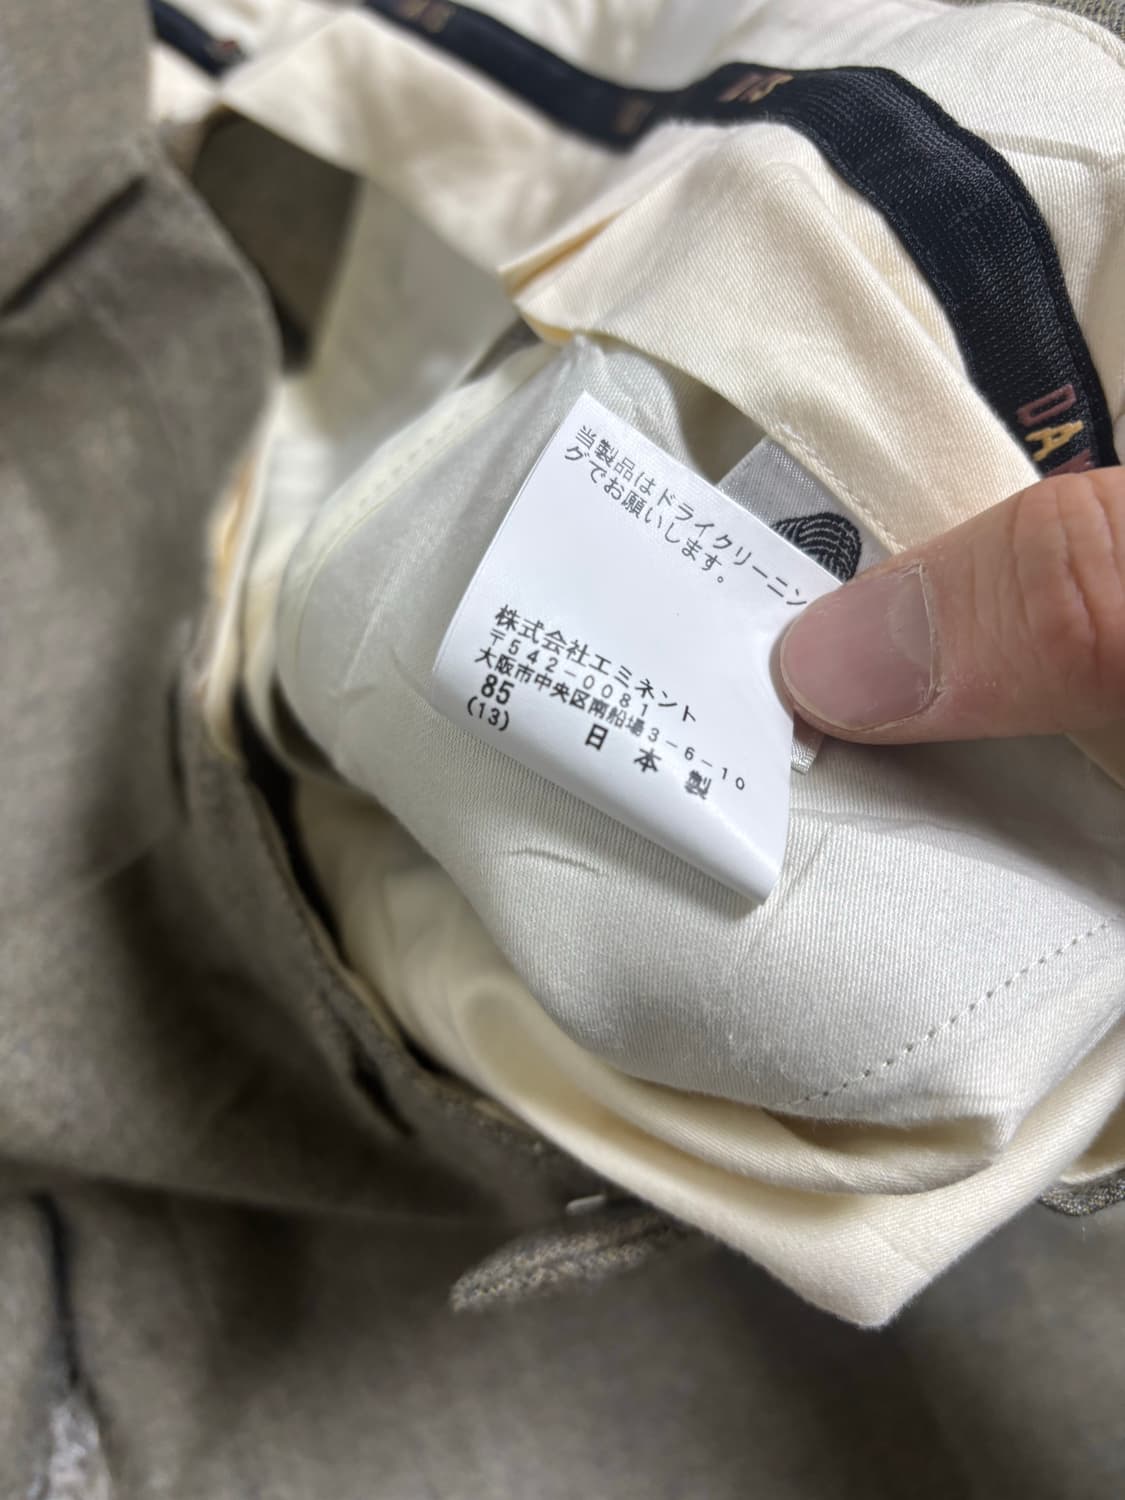 DA
当製品はドライクリーニン
グでお願いします。
株式会社エミネント
〒542-0081
大阪市中央区南船場3-6-10
85
(13)
日本製